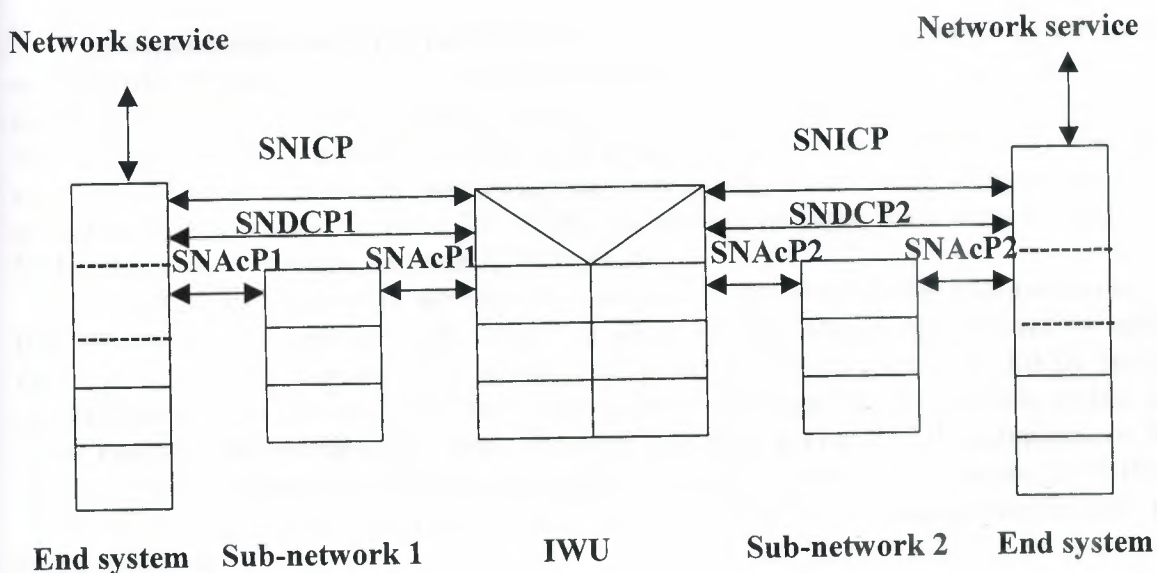 Network service
Network service
SNICP
SNICP
SNDCP1
SNDCP2
SNAcP1
SNAcP1
SNAcP2
SNAcP2
End system
Sub-network 1
IWU
Sub-network 2
End system